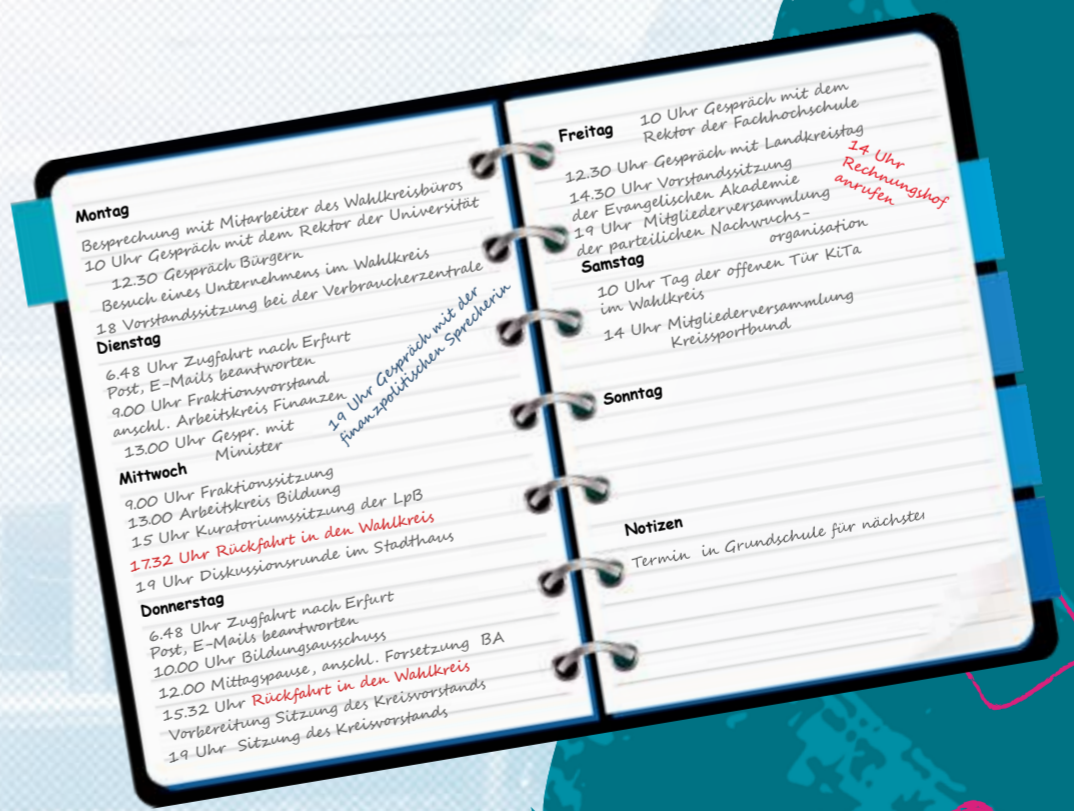 Montag
Besprechung mit Mitarbeiter des Wahlkreisbüros
10 Uhr Gespräch mit dem Rektor der Universität
12.30 Gespräch Bürgern
Besuch eines Unternehmens im Wahlkreis
18 Vorstandssitzung bei der Verbraucherzentrale
Dienstag
6.48 Uhr Zugfahrt nach Erfurt
Post, E-Mails beantworten
9.00 Uhr Fraktionsvorstand
anschl. Arbeitskreis Finanzen
13.00 Uhr Gespr. mit
Minister
19 Uhr Gespräch mit der
finanzpolitischen Sprecherin
Mittwoch
9.00 Uhr Fraktionssitzung
13.00 Arbeitskreis Bildung
15 Uhr Kuratoriumssitzung der LpB
17.32 Uhr Rückfahrt in den Wahlkreis
19 Uhr Diskussionsrunde im Stadthaus
Donnerstag
6.48 Uhr Zugfahrt nach Erfurt
Post, E-Mails beantworten
10.00 Uhr Bildungsausschuss
12.00 Mittagspause, anschl. Forsetzung BA
15.32 Uhr Rückfahrt in den Wahlkreis
Vorbereitung Sitzung des Kreisvorstands
19 Uhr Sitzung des Kreisvorstands
Freitag
10 Uhr Gespräch mit dem
Rektor der Fachhochschule
12.30 Uhr Gespräch mit Landkreistag
14.30 Uhr Vorstandssitzung
der Evangelischen Akademie
19 Uhr Mitgliederversammlung
der parteilichen Nachwuchs-
organisation
14 Uhr
Rechnungshof
anrufen
Samstag
10 Uhr Tag der offenen Tür KiTa
im Wahlkreis
14 Uhr Mitgliederversammlung
Kreissportbund
Sonntag
Notizen
Termin in Grundschule für